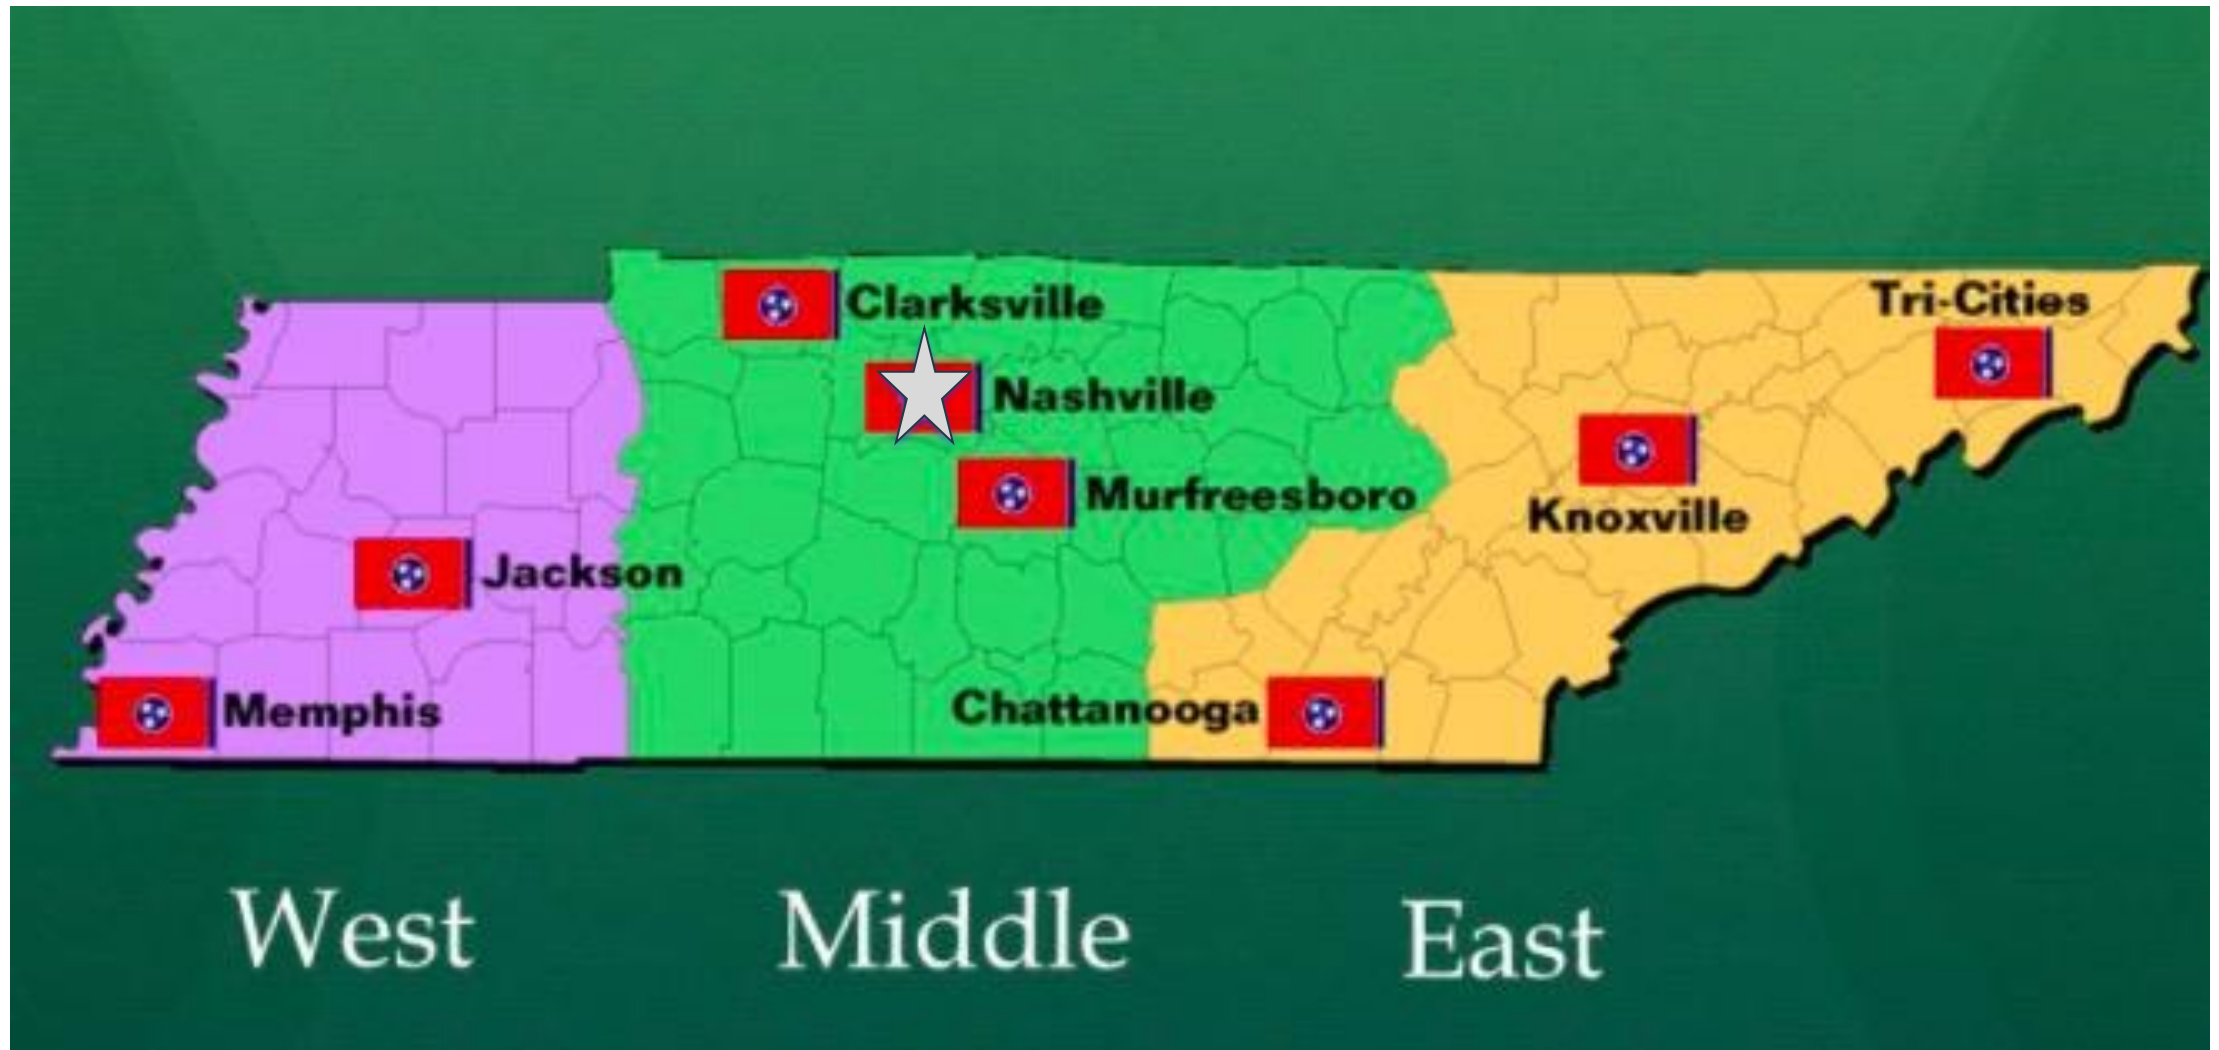 Clarksville
Tri-Cities
Nashville
Murfreesboro
Knoxville
Jackson
Memphis
Chattanooga
West
Middle
East